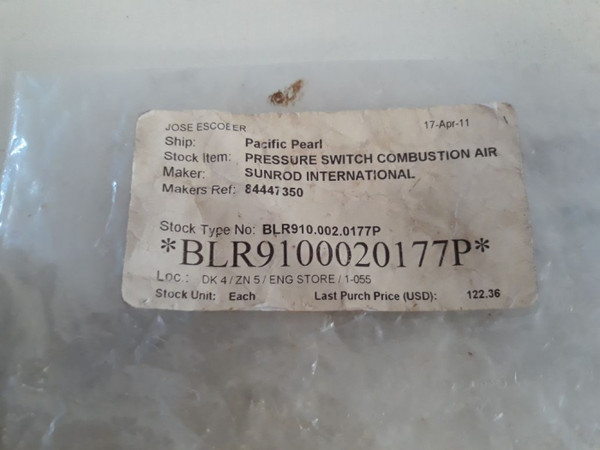 JOSE ESCOBER 17-Apr-11
Ship: Pacific Pearl
Stock Item: PRESSURE SWITCH COMBUSTION AIR
Maker: SUNROD INTERNATIONAL
Makers Ref: 84447350
Stock Type No: BLR910.002.0177P
*BLR9100020177P*
Loc.: DK 4 / ZN 5 / ENG STORE / 1-055
Stock Unit: Each Last Purch Price (USD): 122.36